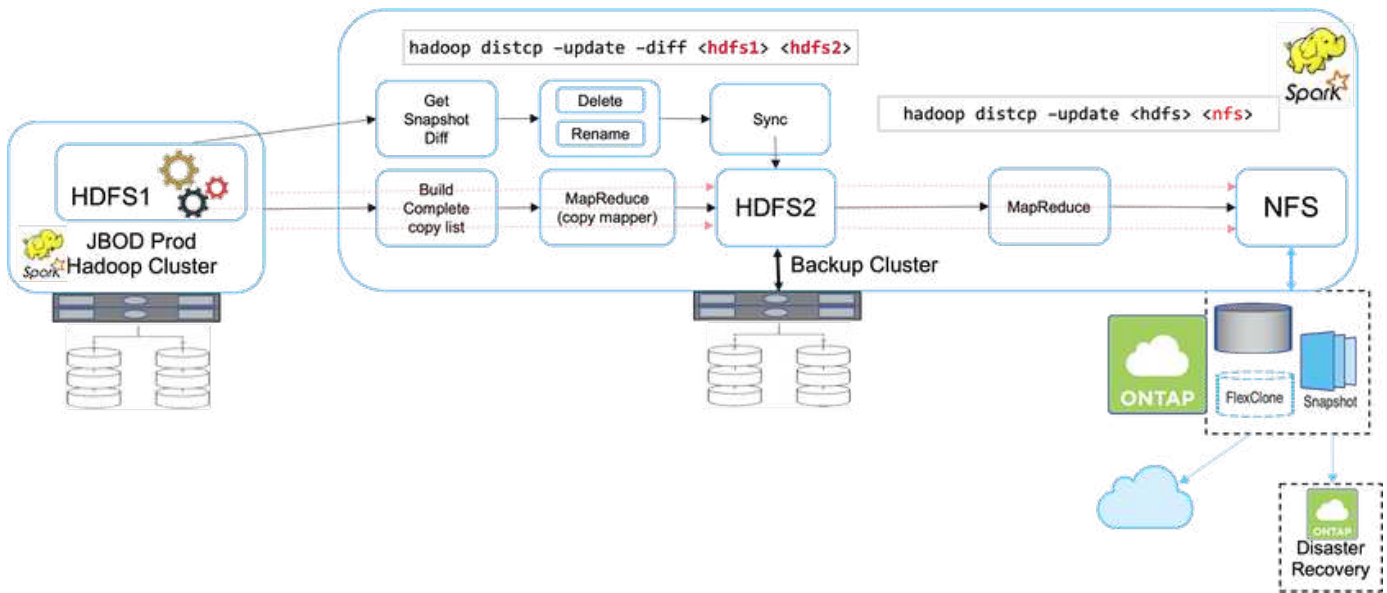 hadoop distcp –update –diff <hdfs1> <hdfs2>
Spark
hadoop distcp –update <hdfs> <nfs>
Get
Snapshot
Diff
Delete
Rename
Sync
HDFS1
JBOD Prod
Hadoop Cluster
Spark
Build
Complete
copy list
MapReduce
(copy mapper)
HDFS2
MapReduce
NFS
Backup Cluster
ONTAP
FlexClone
Snapshot
ONTAP
Disaster
Recovery